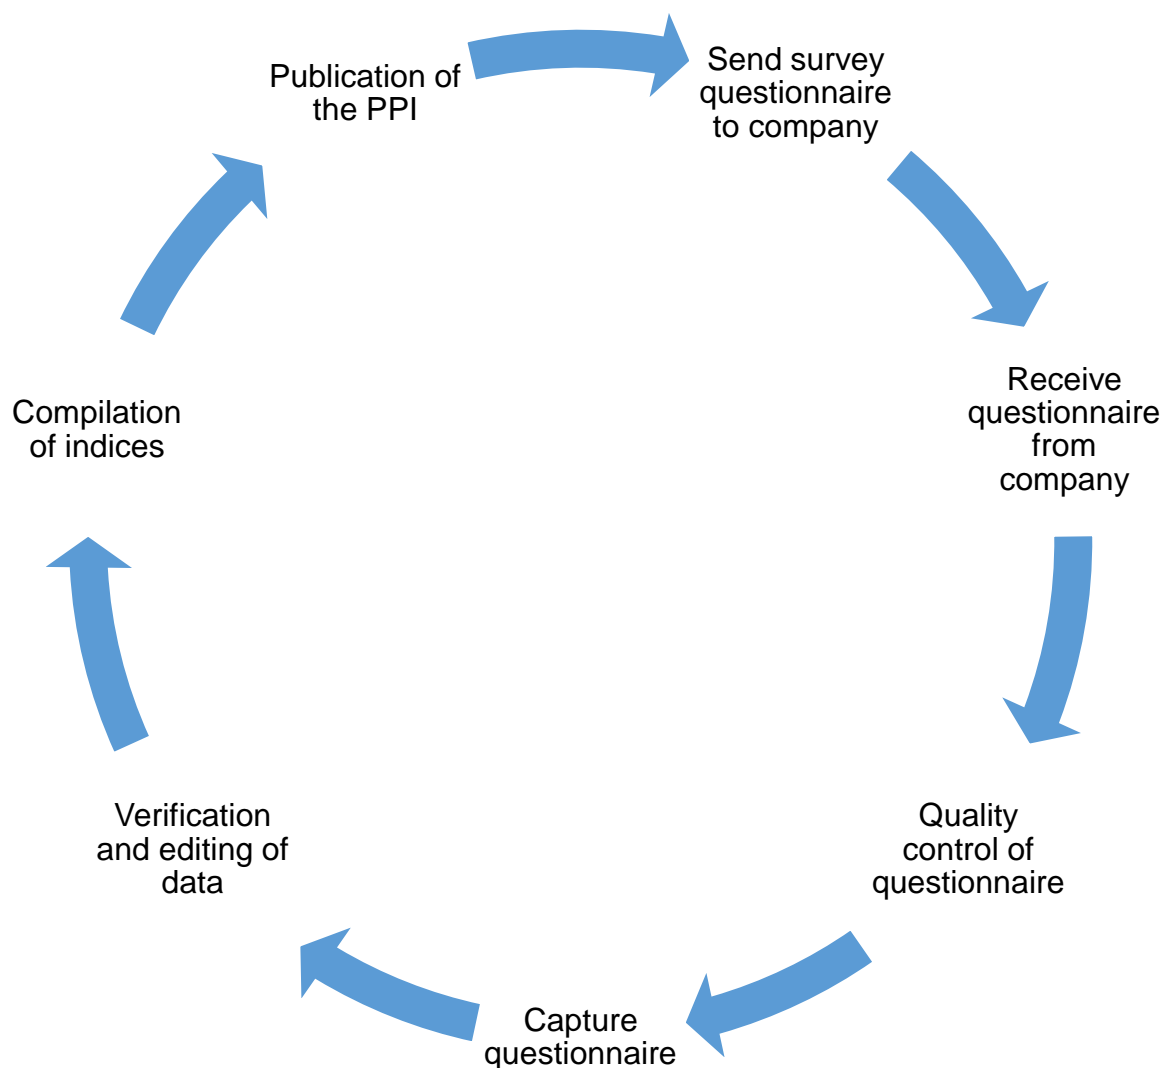 Publication of
the PPI
Send survey
questionnaire
to company
Receive
questionnaire
from
company
Quality
control of
questionnaire
Capture
questionnaire
Verification
and editing of
data
Compilation
of indices